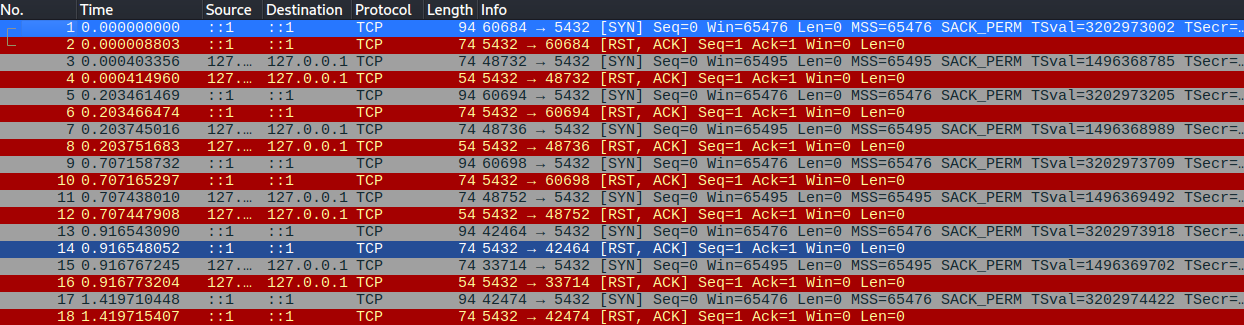 No. Time Source Destination Protocol Length Info
1 0.000000000 ::1 ::1 TCP 94 60684 → 5432 [SYN] Seq=0 Win=65476 Len=0 MSS=65476 SACK_PERM TSval=3202973002 TSecr=…
2 0.000008803 ::1 ::1 TCP 74 5432 → 60684 [RST, ACK] Seq=1 Ack=1 Win=0 Len=0
3 0.000403356 127.… 127.0.0.1 TCP 74 48732 → 5432 [SYN] Seq=0 Win=65495 Len=0 MSS=65495 SACK_PERM TSval=1496368785 TSecr=…
4 0.000414960 127.… 127.0.0.1 TCP 54 5432 → 48732 [RST, ACK] Seq=1 Ack=1 Win=0 Len=0
5 0.203461469 ::1 ::1 TCP 94 60694 → 5432 [SYN] Seq=0 Win=65476 Len=0 MSS=65476 SACK_PERM TSval=3202973205 TSecr=…
6 0.203466474 ::1 ::1 TCP 74 5432 → 60694 [RST, ACK] Seq=1 Ack=1 Win=0 Len=0
7 0.203745016 127.… 127.0.0.1 TCP 74 48736 → 5432 [SYN] Seq=0 Win=65495 Len=0 MSS=65495 SACK_PERM TSval=1496368989 TSecr=…
8 0.203751683 127.… 127.0.0.1 TCP 54 5432 → 48736 [RST, ACK] Seq=1 Ack=1 Win=0 Len=0
9 0.707158732 ::1 ::1 TCP 94 60698 → 5432 [SYN] Seq=0 Win=65476 Len=0 MSS=65476 SACK_PERM TSval=3202973709 TSecr=…
10 0.707165297 ::1 ::1 TCP 74 5432 → 60698 [RST, ACK] Seq=1 Ack=1 Win=0 Len=0
11 0.707438010 127.… 127.0.0.1 TCP 74 48752 → 5432 [SYN] Seq=0 Win=65495 Len=0 MSS=65495 SACK_PERM TSval=1496369492 TSecr=…
12 0.707447908 127.… 127.0.0.1 TCP 54 5432 → 48752 [RST, ACK] Seq=1 Ack=1 Win=0 Len=0
13 0.916543090 ::1 ::1 TCP 94 42464 → 5432 [SYN] Seq=0 Win=65476 Len=0 MSS=65476 SACK_PERM TSval=3202973918 TSecr=…
14 0.916548052 ::1 ::1 TCP 74 5432 → 42464 [RST, ACK] Seq=1 Ack=1 Win=0 Len=0
15 0.916767245 127.… 127.0.0.1 TCP 74 33714 → 5432 [SYN] Seq=0 Win=65495 Len=0 MSS=65495 SACK_PERM TSval=1496369702 TSecr=…
16 0.916773204 127.… 127.0.0.1 TCP 54 5432 → 33714 [RST, ACK] Seq=1 Ack=1 Win=0 Len=0
17 1.419710448 ::1 ::1 TCP 94 42474 → 5432 [SYN] Seq=0 Win=65476 Len=0 MSS=65476 SACK_PERM TSval=3202974422 TSecr=…
18 1.419715407 ::1 ::1 TCP 74 5432 → 42474 [RST, ACK] Seq=1 Ack=1 Win=0 Len=0